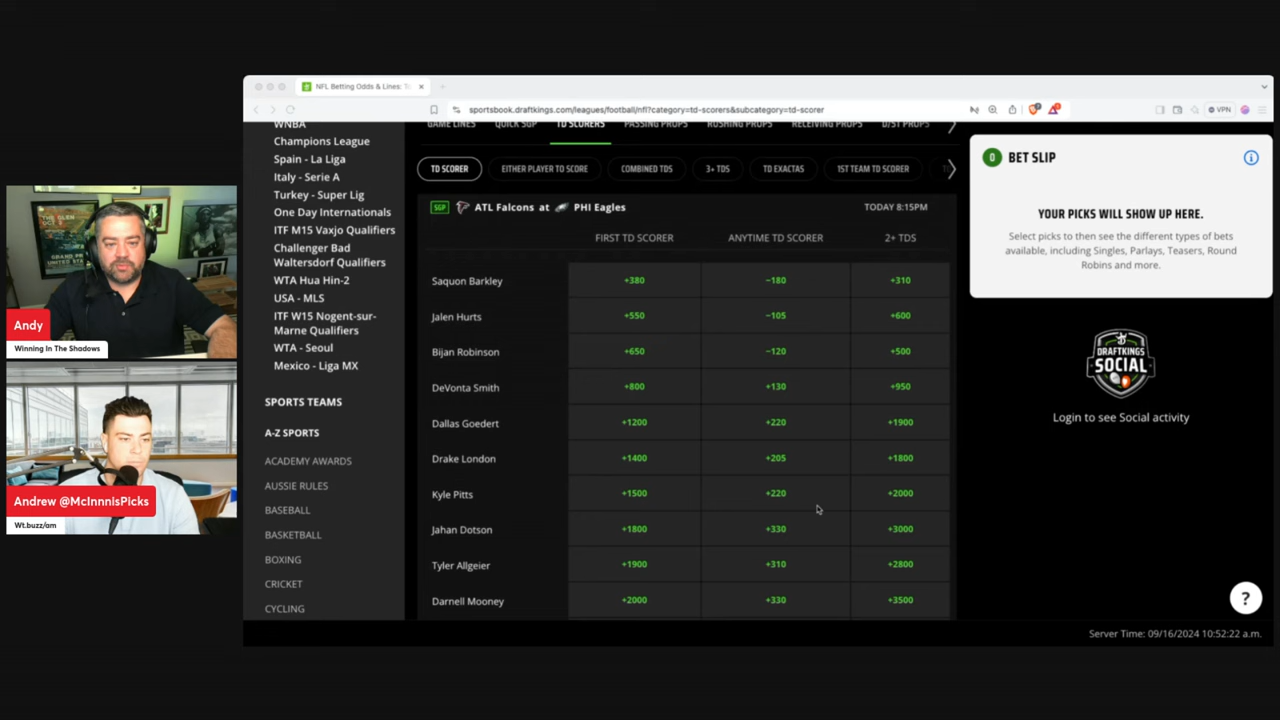 NFL Betting Odds & Lines: T
sportsbook.draftkings.com/leagues/football/nfl?category=td-scorers&subcategory=td-scorer
VPN
WNBA
Champions League
Spain - La Liga
Italy - Serie A
Turkey - Super Lig
One Day Internationals
ITF M15 Vaxjo Qualifiers
Challenger Bad
Waltersdorf Qualifiers
WTA Hua Hin-2
USA - MLS
ITF W15 Nogent-sur-
Marne Qualifiers
WTA - Seoul
Mexico - Liga MX
SPORTS TEAMS
A-Z SPORTS
ACADEMY AWARDS
AUSSIE RULES
BASEBALL
BASKETBALL
BOXING
CRICKET
CYCLING
GAME LINES QUICK SGP TD SCORERS PASSING PROPS RUSHING PROPS RECEIVING PROPS D/ST PROPS
TD SCORER EITHER PLAYER TO SCORE COMBINED TDS 3+ TDS TD EXACTAS 1ST TEAM TO SCORER
SGP ATL Falcons at PHI Eagles TODAY 8:15PM
FIRST TD SCORER ANYTIME TD SCORER 2+ TDS
Saquon Barkley +380 −180 +310
Jalen Hurts +550 −105 +600
Bijan Robinson +650 −120 +500
DeVonta Smith +800 +130 +950
Dallas Goedert +1200 +220 +1900
Drake London +1400 +205 +1800
Kyle Pitts +1500 +220 +2000
Jahan Dotson +1800 +330 +3000
Tyler Allgeier +1900 +310 +2800
Darnell Mooney +2000 +330 +3500
0 BET SLIP
YOUR PICKS WILL SHOW UP HERE.
Select picks to then see the different types of bets
available, including Singles, Parlays, Teasers, Round
Robins and more.
DRAFTKINGS
SOCIAL
Login to see Social activity
?
Server Time: 09/16/2024 10:52:22 a.m.
Andy
Winning In The Shadows
Andrew @McInnnisPicks
Wt.buzz/am